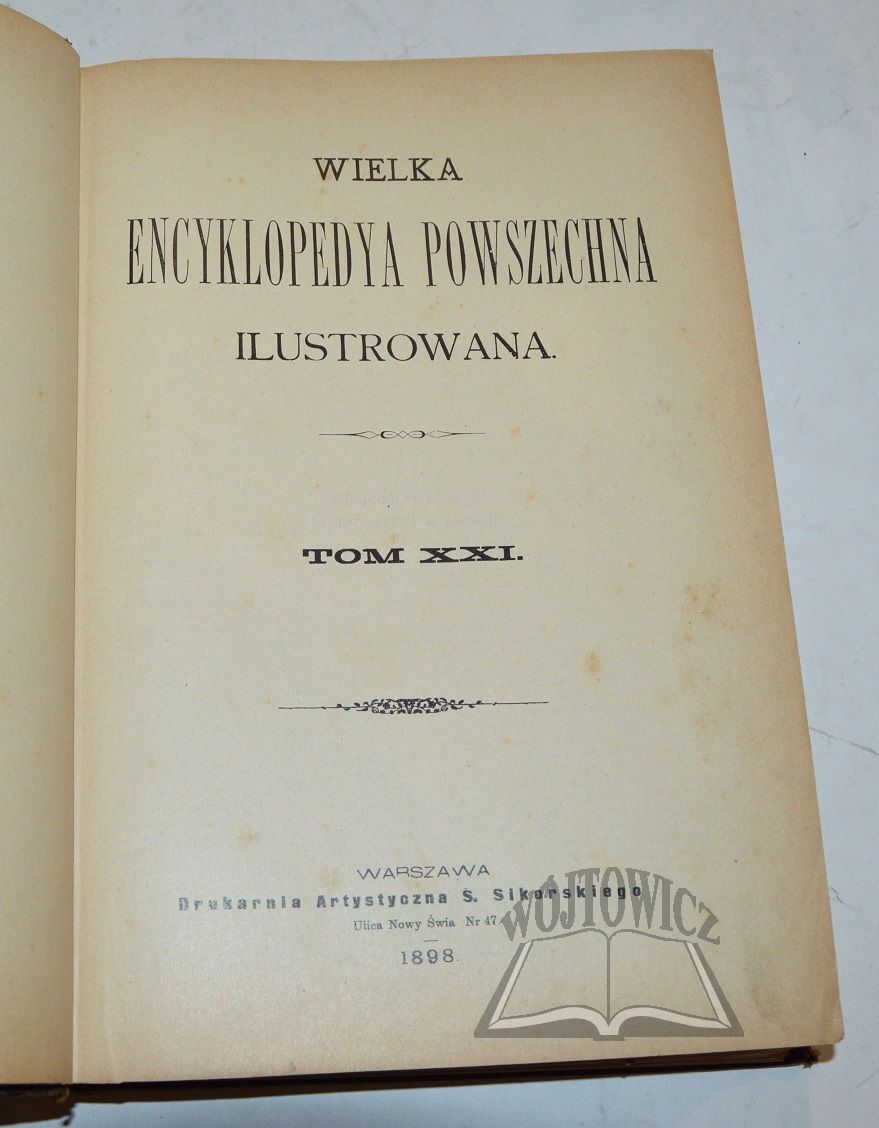 WIELKA
ENCYKLOPEDYA POWSZECHNA
ILUSTROWANA.
TOM XXI.
WARSZAWA
Drukarnia Artystyczna S. Sikorskiego
Ulica Nowy Świa Nr 47
1898.
WÓJTOWICZ